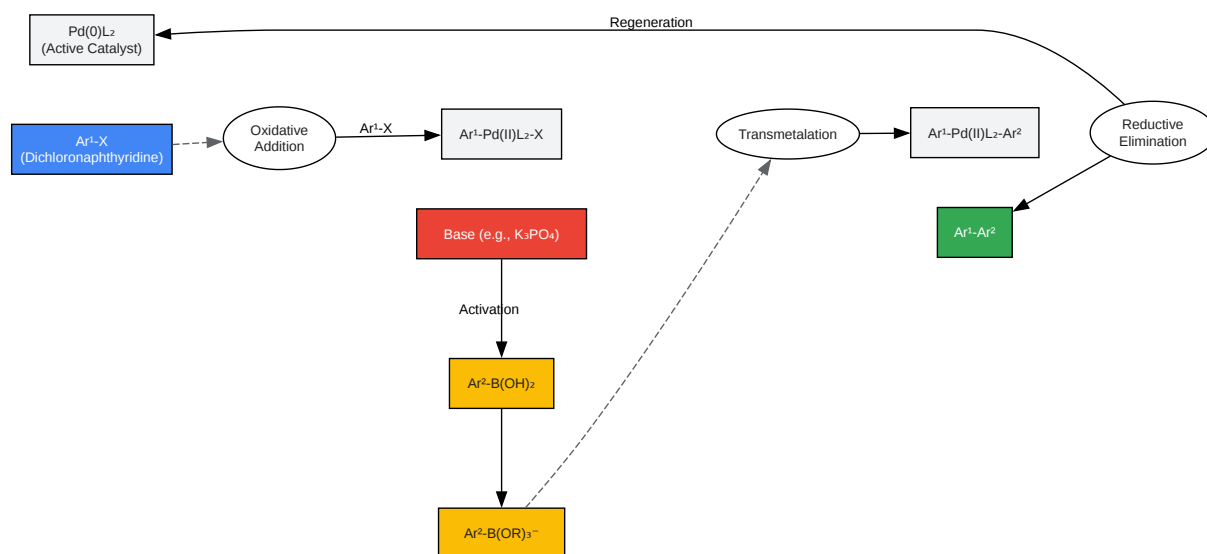 Regeneration
Pd(0)L₂
(Active Catalyst)
Ar¹-X
(Dichloronaphthyridine)
Oxidative
Addition
Ar¹-X
Ar¹-Pd(II)L₂-X
Transmetalation
Ar¹-Pd(II)L₂-Ar²
Reductive
Elimination
Base (e.g., K₃PO₄)
Ar¹-Ar²
Activation
Ar²-B(OH)₂
Ar²-B(OR)₃⁻